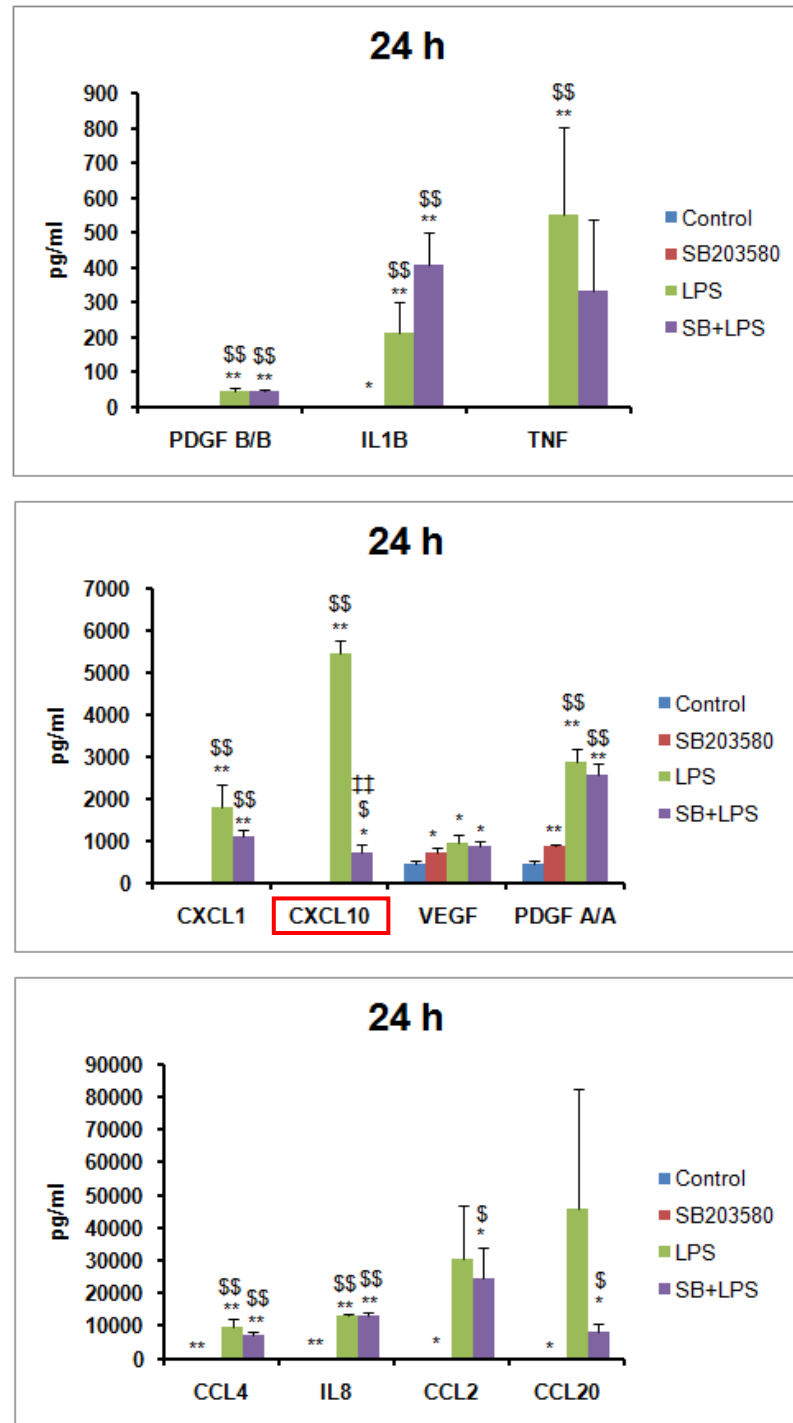 24 h
900
800
700
600
500
400
300
200
100
0
pg/ml
$$ $$
** **
*
$$
**
$$
**
$$
**
PDGF B/B IL1B TNF
Control
SB203580
LPS
SB+LPS
24 h
7000
6000
5000
4000
3000
2000
1000
0
pg/ml
$$
**
$$
**
$$
**
‡‡
$
*
* * *
**
$$
**
$$
**
CXCL1 CXCL10 VEGF PDGF A/A
Control
SB203580
LPS
SB+LPS
24 h
90000
80000
70000
60000
50000
40000
30000
20000
10000
0
pg/ml
**
$$
**
$$
**
**
$$ $$
** **
*
$
*
*
$
*
CCL4 IL8 CCL2 CCL20
Control
SB203580
LPS
SB+LPS